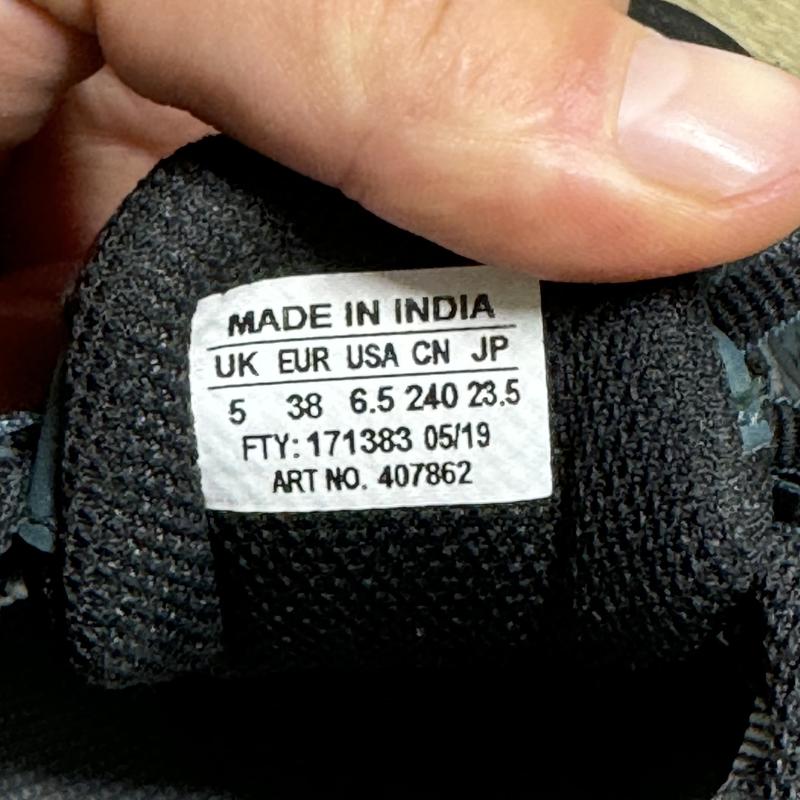 MADE IN INDIA
UK EUR USA CN JP
5 38 6.5 240 23.5
FTY: 171383 05/19
ART NO. 407862